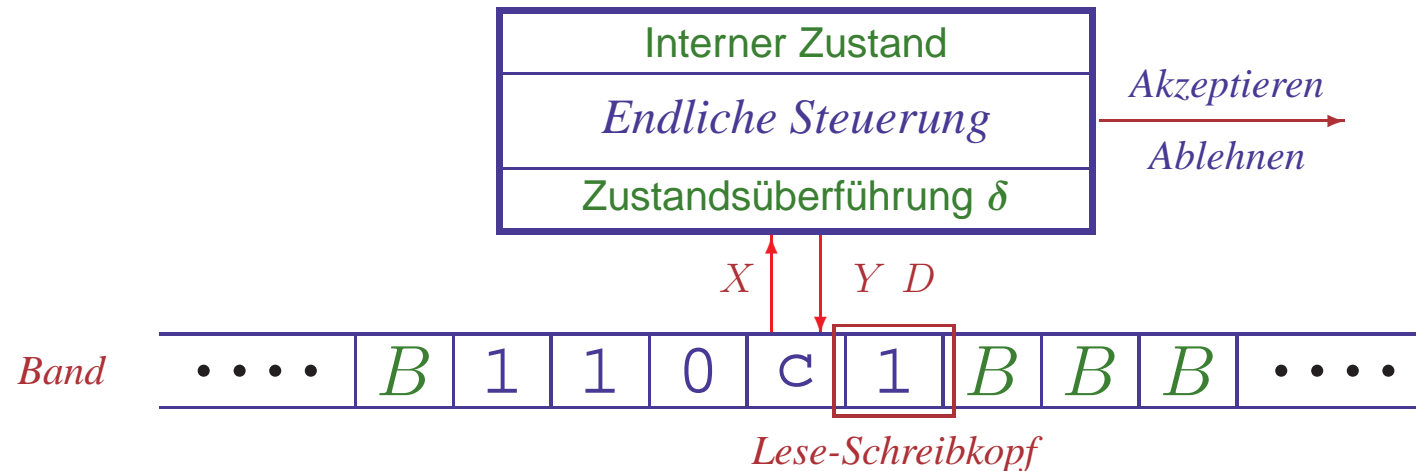 Interner Zustand
Endliche Steuerung
Zustandsüberführung δ
Akzeptieren
Ablehnen
X Y D
Band • • • • B 1 1 0 c 1 B B B • • • •
Lese-Schreibkopf